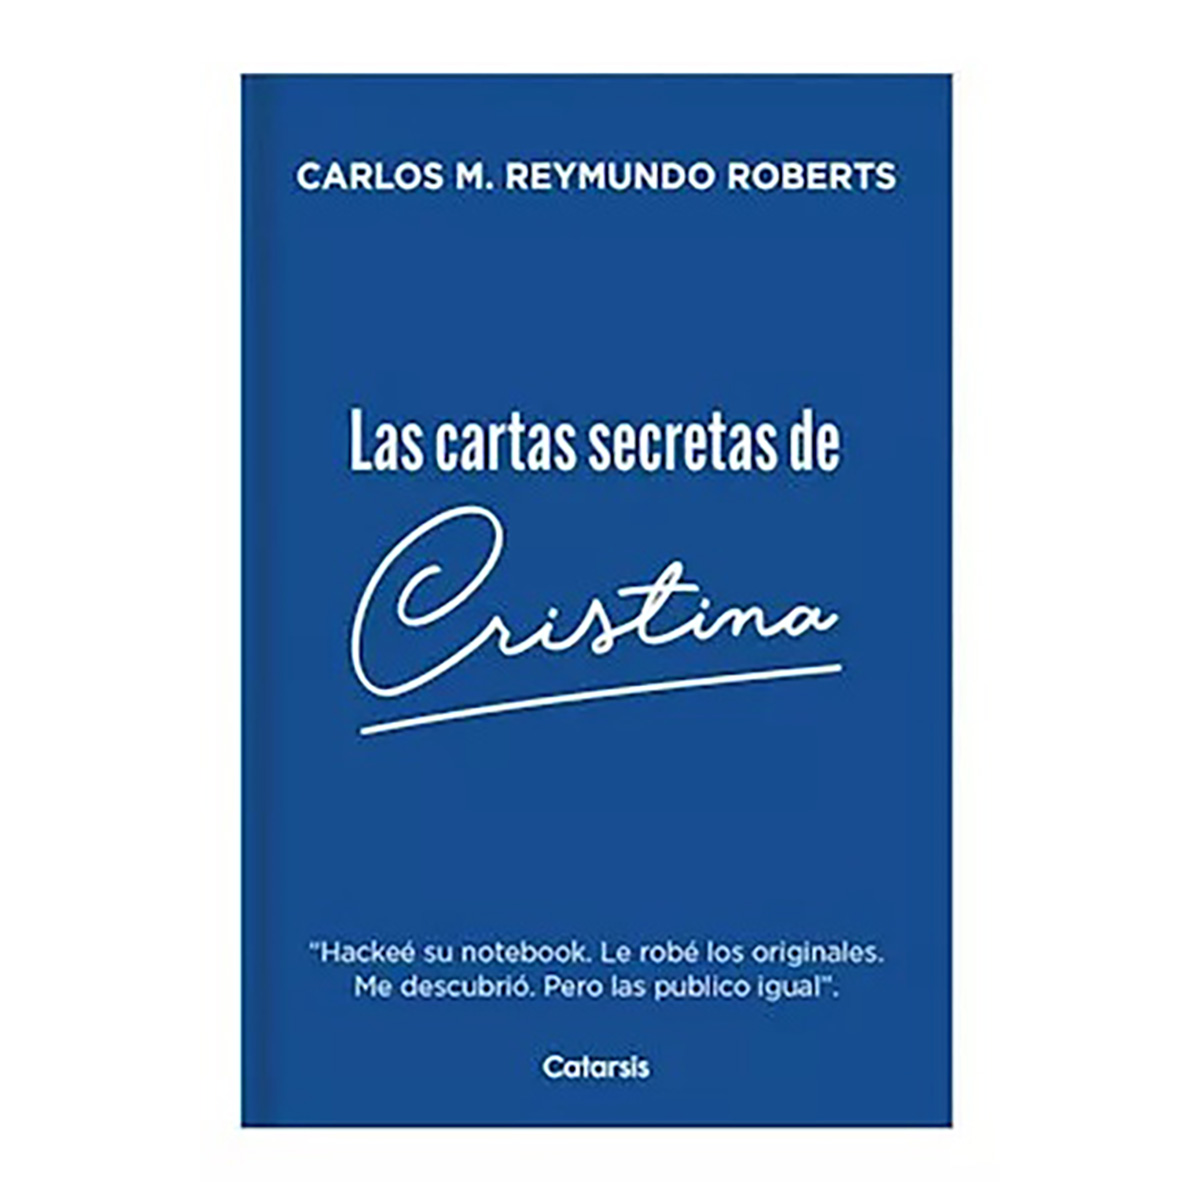 CARLOS M. REYMUNDO ROBERTS
Las cartas secretas de
Cristina
"Hackeé su notebook. Le robé los originales.
Me descubrió. Pero las publico igual".
Catarsis